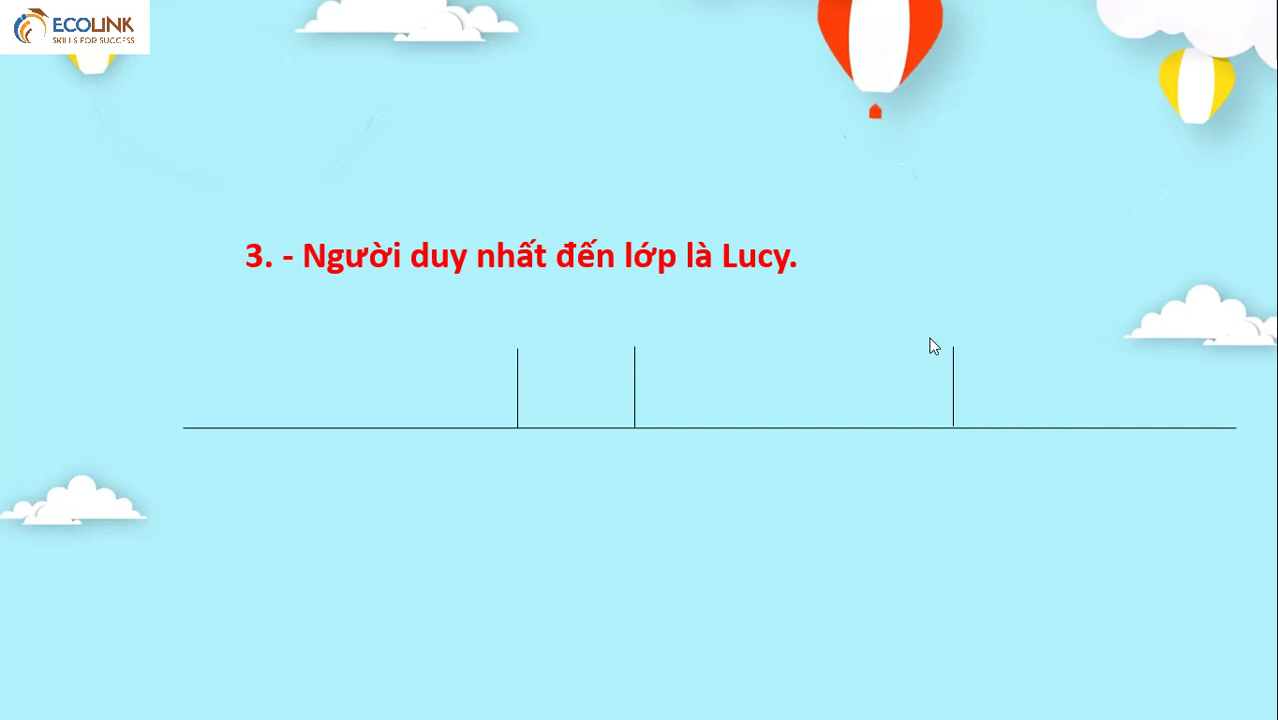 ECOLINK
SKILLS FOR SUCCESS
3. - Người duy nhất đến lớp là Lucy.